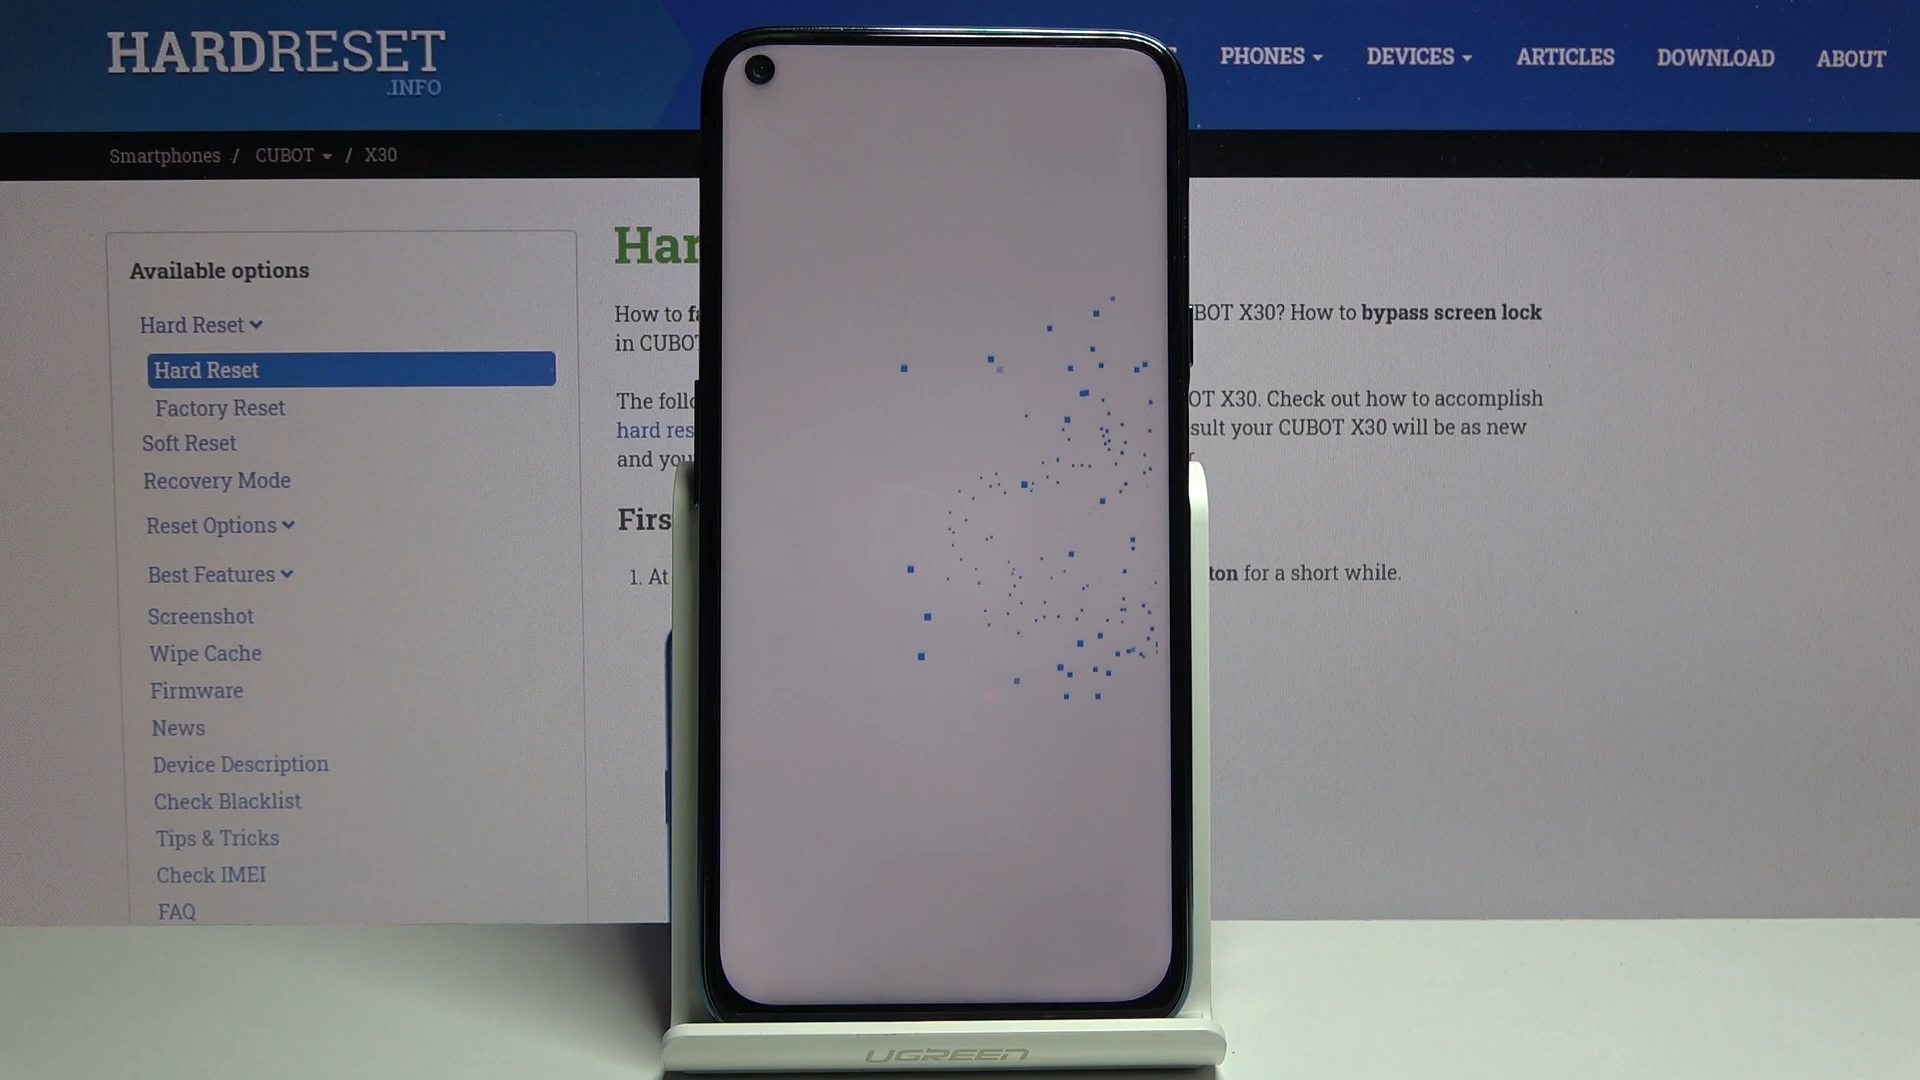 HARDRESET
.INFO
PHONES
DEVICES
ARTICLES
DOWNLOAD
ABOUT
Smartphones / CUBOT / X30
Available options
Hard Reset
Hard Reset
Factory Reset
Soft Reset
Recovery Mode
Reset Options
Best Features
Screenshot
Wipe Cache
Firmware
News
Device Description
Check Blacklist
Tips & Tricks
Check IMEI
FAQ
Har
How to fa BOT X30? How to bypass screen lock
in CUBO
The follo OT X30. Check out how to accomplish
hard res sult your CUBOT X30 will be as new
and you
Firs
1. At ton for a short while.
UGREEN